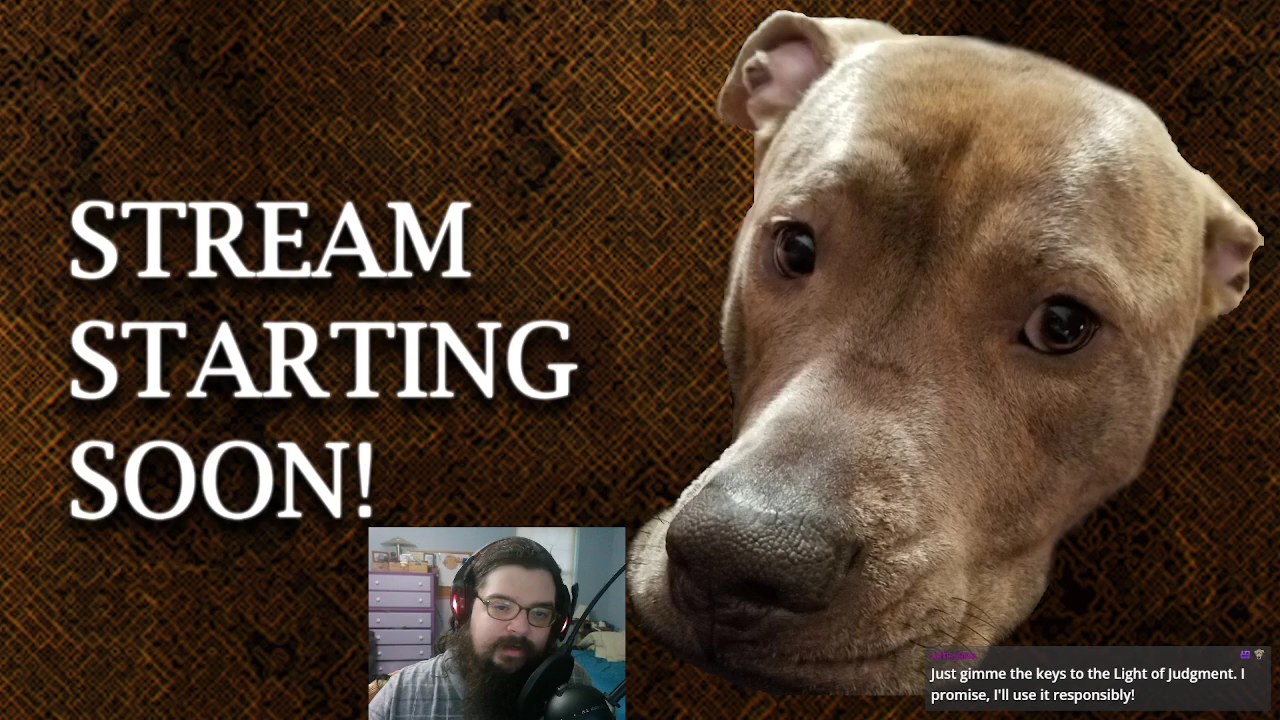 STREAM
STARTING
SOON!
Just gimme the keys to the Light of Judgment. I
promise, I'll use it responsibly!